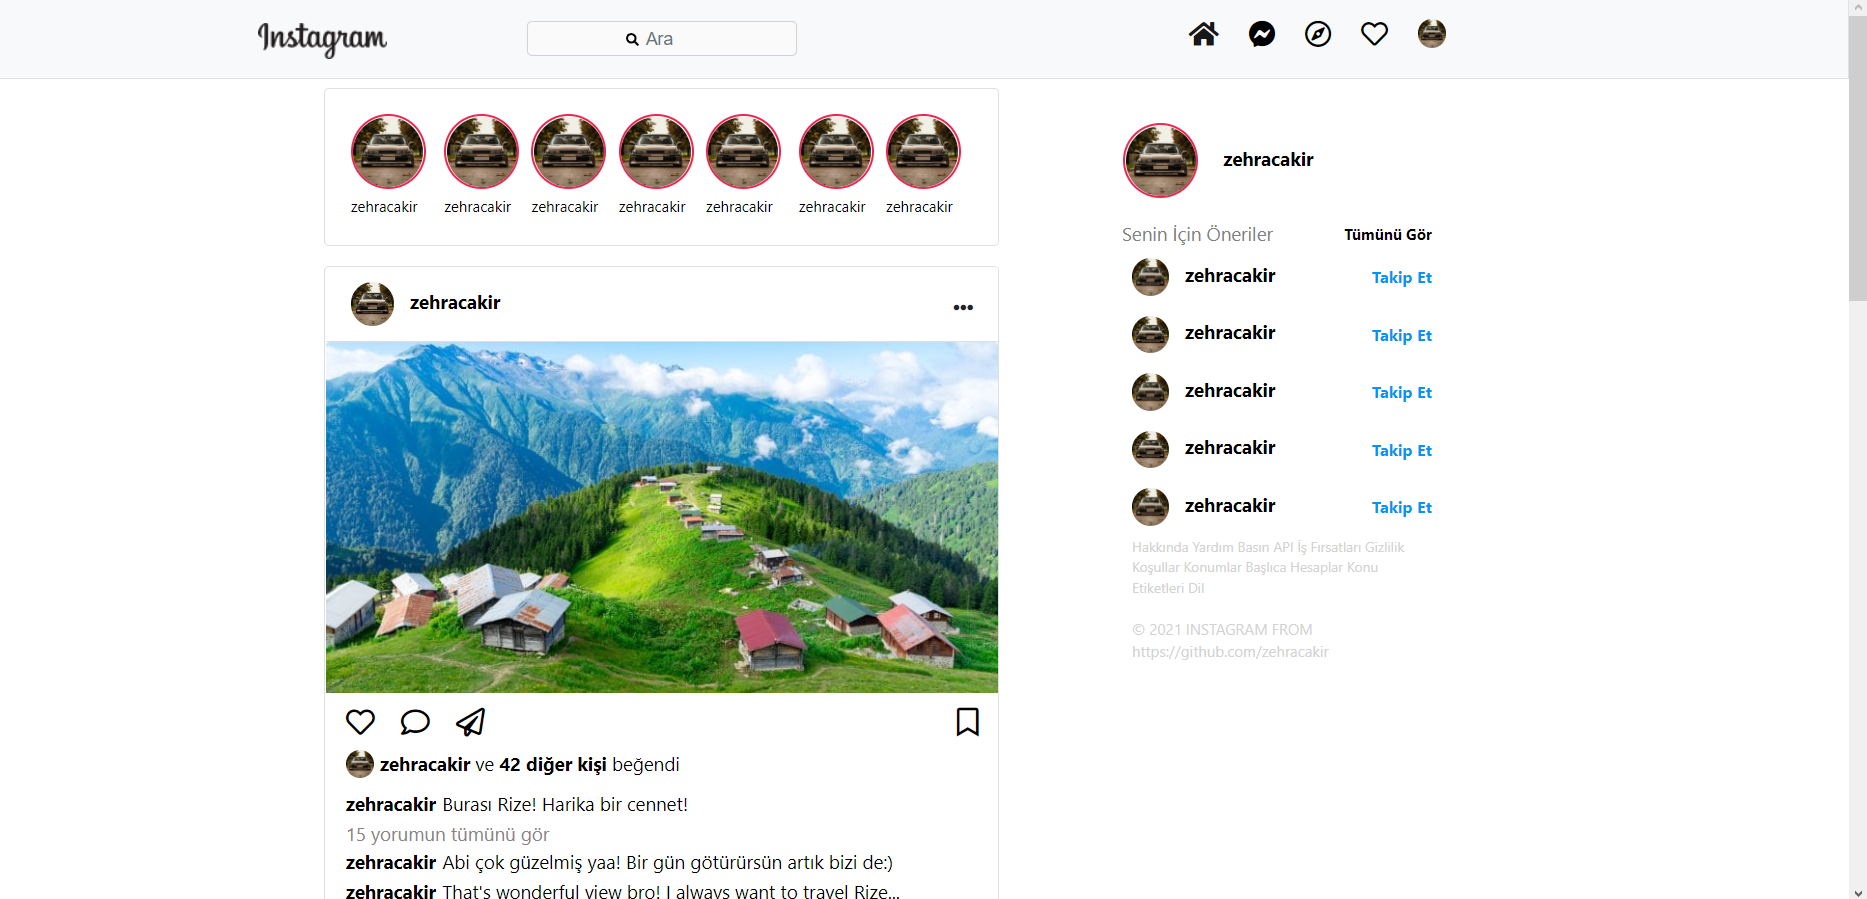 Instagram
Ara
zehracakir zehracakir zehracakir zehracakir zehracakir zehracakir zehracakir
zehracakir
zehracakir
Senin İçin Öneriler Tümünü Gör
zehracakir Takip Et
zehracakir Takip Et
zehracakir Takip Et
zehracakir Takip Et
zehracakir Takip Et
Hakkında Yardım Basın API İş Fırsatları Gizlilik
Koşullar Konumlar Başlıca Hesaplar Konu
Etiketleri Dil
© 2021 INSTAGRAM FROM
https://github.com/zehracakir
zehracakir ve 42 diğer kişi beğendi
zehracakir Burası Rize! Harika bir cennet!
15 yorumun tümünü gör
zehracakir Abi çok güzelmiş yaa! Bir gün götürürsün artık bizi de:)
zehracakir That's wonderful view bro! I always want to travel Rize...